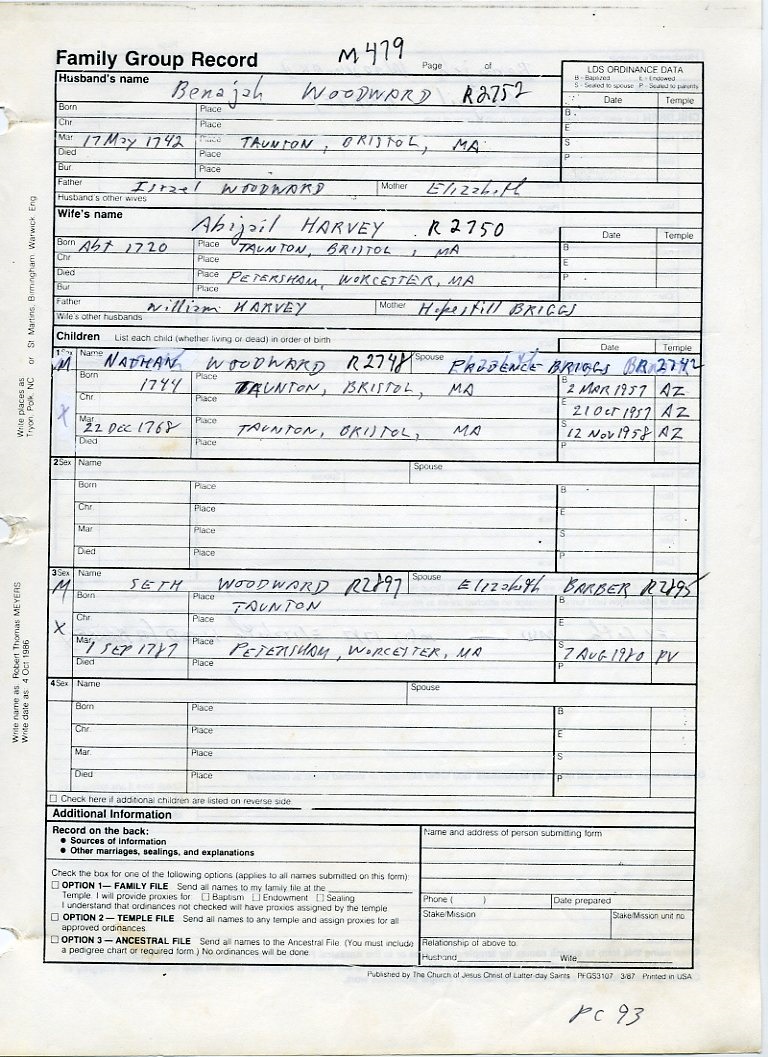 Family Group Record M479 Page of
LDS ORDINANCE DATA
B - Baptized E - Endowed
S - Sealed to spouse P - Sealed to parents
Husband's name Benajah WOODWARD R2752 Date Temple
Born Place B
Chr. Place E
Mar. 17 May 1742 Place TAUNTON, BRISTOL, MA S
Died Place P
Bur. Place
Father Israel WOODWARD Mother Elizabeth
Husband's other wives
Wife's name Abigail HARVEY R2750 Date Temple
Born Abt 1720 Place TAUNTON, BRISTOL, MA B
Chr. Place E
Died Place PETERSHAM, WORCESTER, MA P
Bur. Place
Father William HARVEY Mother Hopestill BRIGGS
Wife's other husbands
Children List each child (whether living or dead) in order of birth Date Temple
1 Sex M Name NATHAN WOODWARD R2748 Spouse PRUDENCE BRIGGS R2742
Born 1744 Place TAUNTON, BRISTOL, MA B 2 MAR 1957 AZ
Chr. Place E 21 OCT 1957 AZ
X
Mar. 22 DEC 1768 Place TAUNTON, BRISTOL, MA S 12 NOV 1958 AZ
Died Place P
2 Sex Name Spouse
Born Place B
Chr. Place E
Mar. Place S
Died Place P
3 Sex M Name SETH WOODWARD R2897 Spouse Elizabeth BARBER R2895
Born Place TAUNTON B
Chr. Place E
X
Mar. 1 SEP 1787 Place PETERSHAM, WORCESTER, MA S 7 AUG 1980 PV
Died Place P
4 Sex Name Spouse
Born Place B
Chr. Place E
Mar. Place S
Died Place P
Check here if additional children are listed on reverse side.
Additional Information
Record on the back:
• Sources of information
• Other marriages, sealings, and explanations
Check the box for one of the following options (applies to all names submitted on this form):
OPTION 1— FAMILY FILE Send all names to my family file at the
Temple. I will provide proxies for Baptism Endowment Sealing
I understand that ordinances not checked will have proxies assigned by the temple
OPTION 2 – TEMPLE FILE Send all names to any temple and assign proxies for all
approved ordinances.
OPTION 3 – ANCESTRAL FILE Send all names to the Ancestral File. (You must include
a pedigree chart or required form.) No ordinances will be done.
Name and address of person submitting form
Phone ( ) Date prepared
Stake/Mission Stake/Mission unit no.
Relationship of above to:
Husband Wife
Published by The Church of Jesus Christ of Latter-day Saints PFGS3107 3/87 Printed in USA
PC 93
Write places as: Tryon, Polk, NC or St Martins, Birmingham, Warwick, Eng
Write name as: Robert Thomas MEYERS
Write date as: 4 Oct 1986